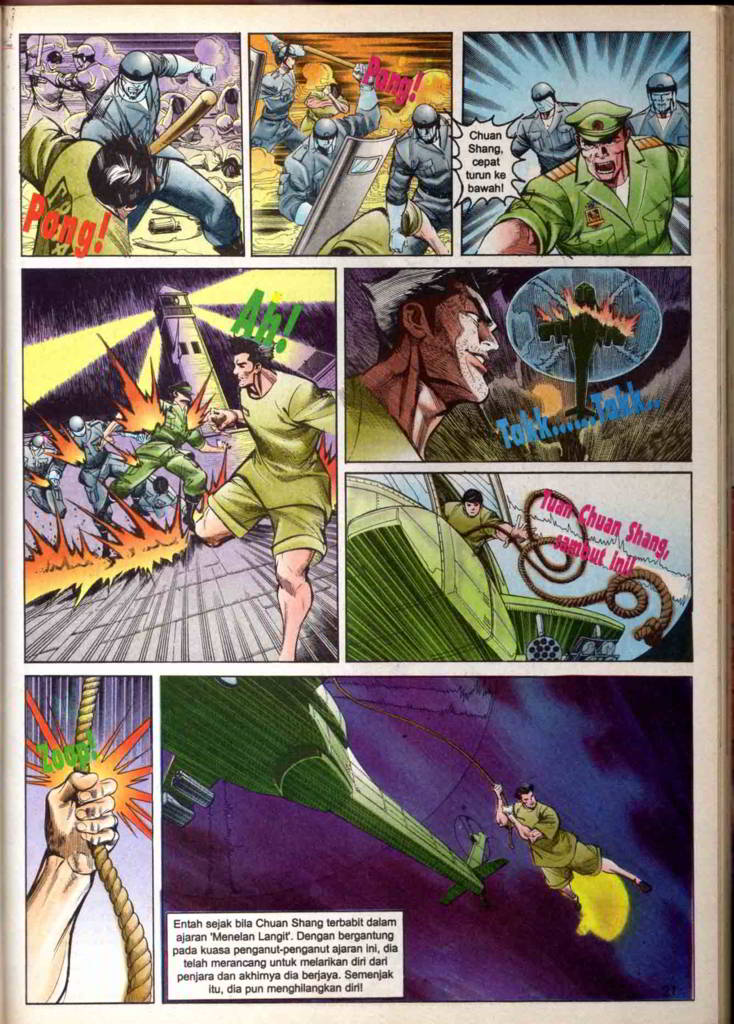 Pong!
Pong!
Chuan
Shang,
cepat
turun ke
bawah!
Ah!
Takk......Takk..
Tuan Chuan Shang,
sambut ini!
Zoup!
Entah sejak bila Chuan Shang terbabit dalam
ajaran 'Menelan Langit'. Dengan bergantung
pada kuasa penganut-penganut ajaran ini, dia
telah merancang untuk melarikan diri dari
penjara dan akhirnya dia berjaya. Semenjak
itu, dia pun menghilangkan diri!
21